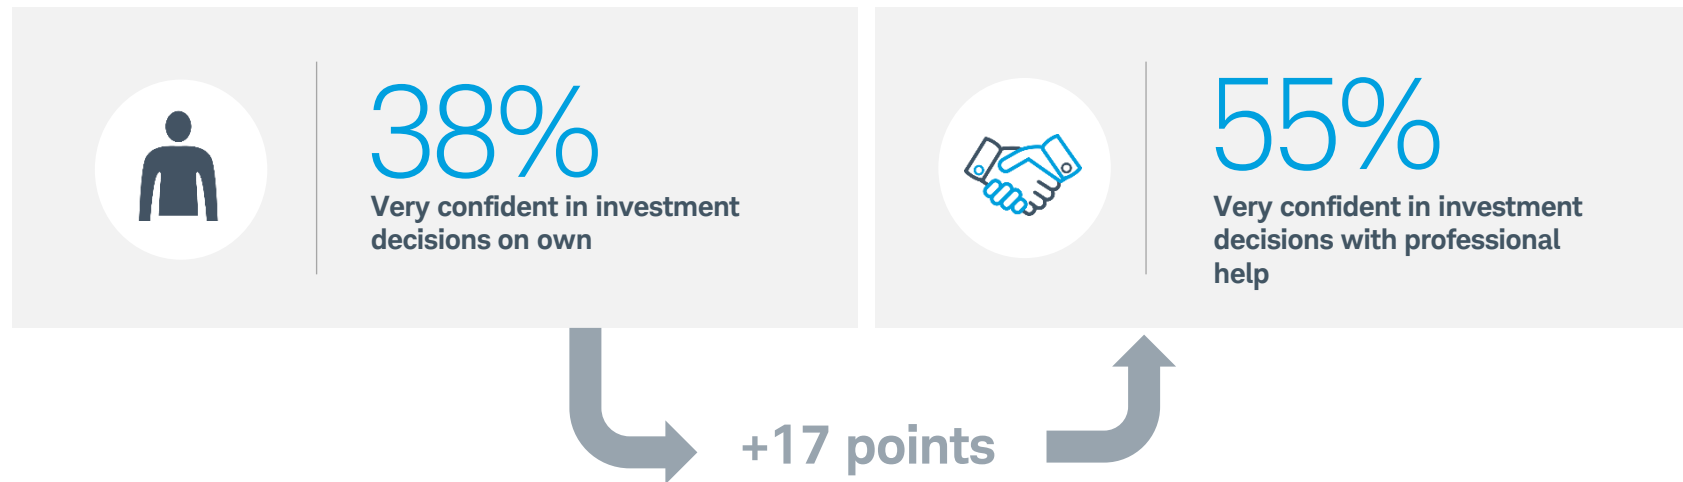 38%
Very confident in investment
decisions on own
55%
Very confident in investment
decisions with professional
help
+17 points